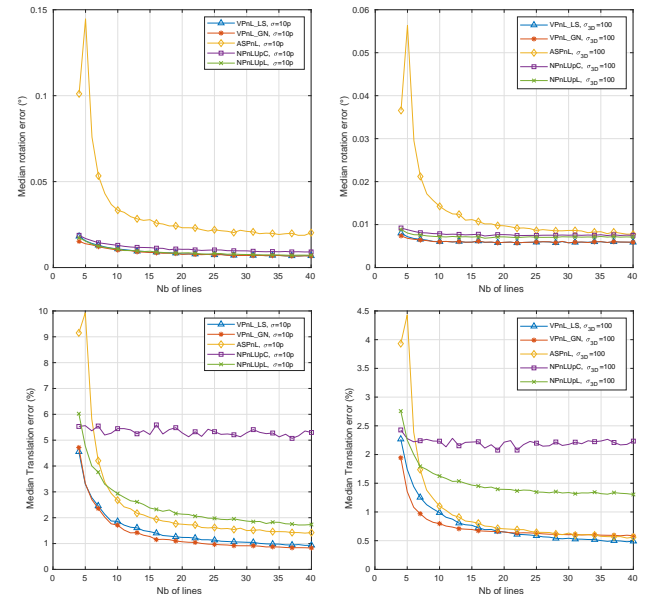 0.15
0.1
0.05
0
0 5 10 15 20 25 30 35 40
Nb of lines
Median rotation error (°)
VPnL_LS, σ=10p
VPnL_GN, σ=10p
ASPnL, σ=10p
NPnLUpC, σ=10p
NPnLUpL, σ=10p
0.06
0.05
0.04
0.03
0.02
0.01
0
0 5 10 15 20 25 30 35 40
Nb of lines
Median rotation error (°)
VPnL_LS, σ3D=100
VPnL_GN, σ3D=100
ASPnL, σ3D=100
NPnLUpC, σ3D=100
NPnLUpL, σ3D=100
10
9
8
7
6
5
4
3
2
1
0
0 5 10 15 20 25 30 35 40
Nb of lines
Median Translation error (%)
VPnL_LS, σ=10p
VPnL_GN, σ=10p
ASPnL, σ=10p
NPnLUpC, σ=10p
NPnLUpL, σ=10p
4.5
4
3.5
3
2.5
2
1.5
1
0.5
0
0 5 10 15 20 25 30 35 40
Nb of lines
Median Translation error (%)
VPnL_LS, σ3D=100
VPnL_GN, σ3D=100
ASPnL, σ3D=100
NPnLUpC, σ3D=100
NPnLUpL, σ3D=100